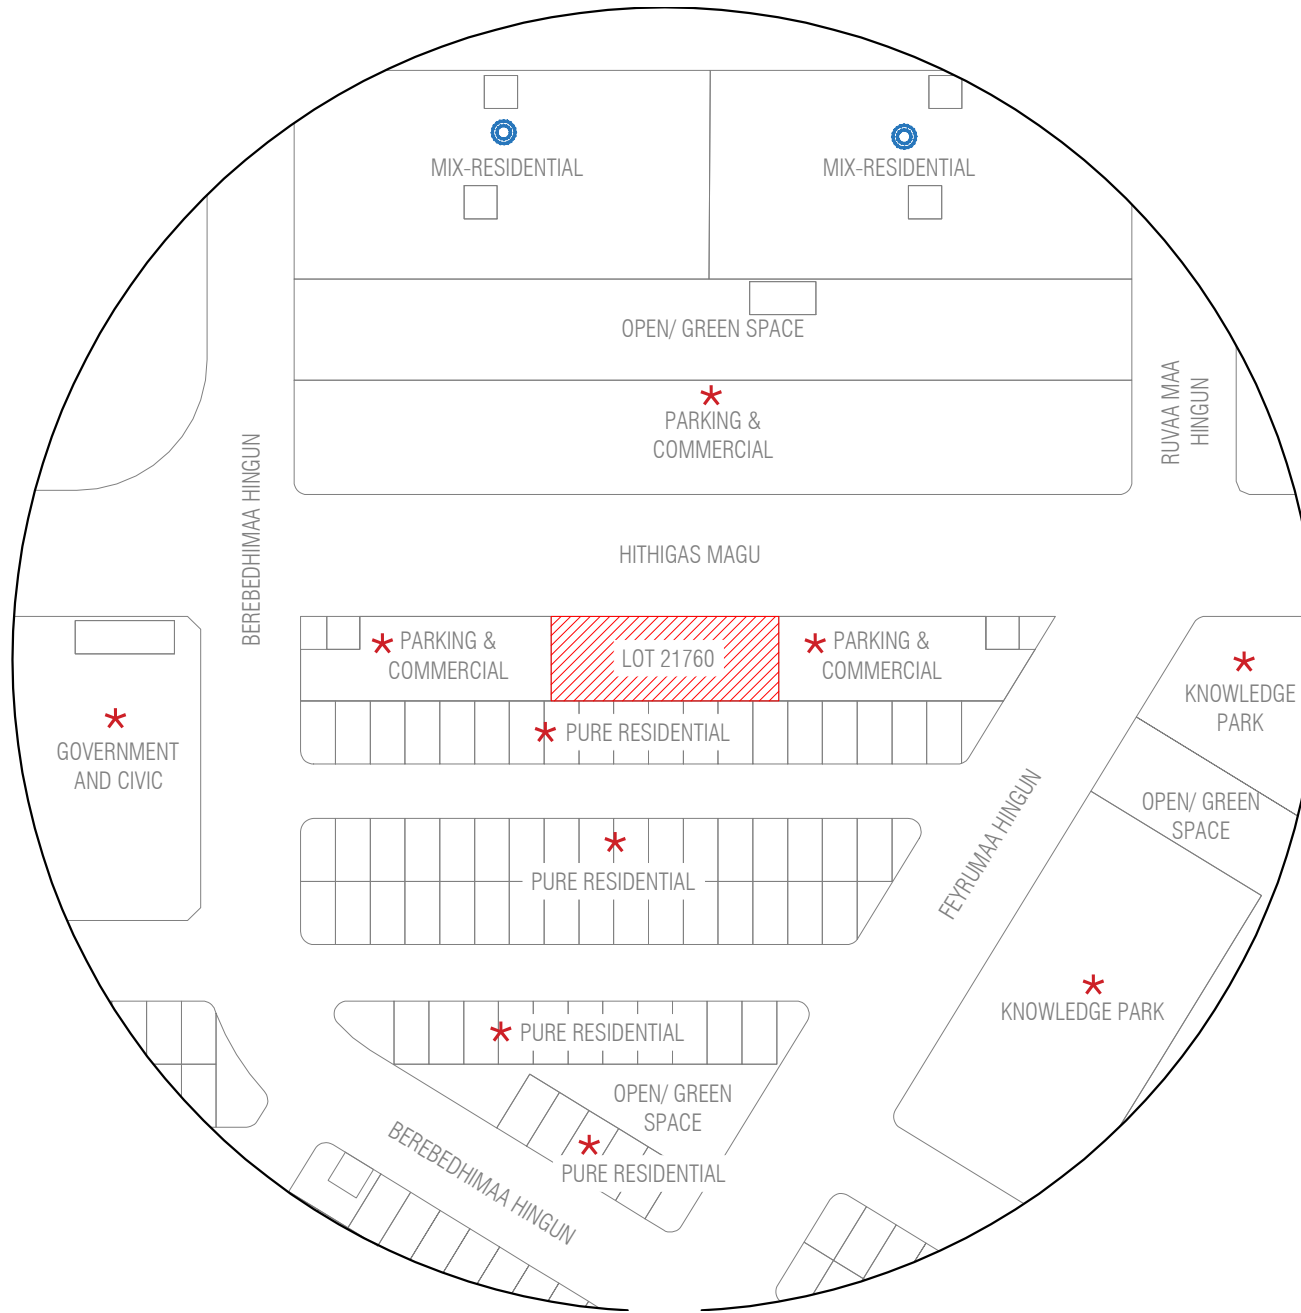 MIX-RESIDENTIAL
MIX-RESIDENTIAL
OPEN/ GREEN SPACE
PARKING &
COMMERCIAL
RUVAA MAA
HINGUN
BEREBEDHIMAA HINGUN
HITHIGAS MAGU
PARKING &
COMMERCIAL
LOT 21760
PARKING &
COMMERCIAL
KNOWLEDGE
PARK
PURE RESIDENTIAL
GOVERNMENT
AND CIVIC
OPEN/ GREEN
SPACE
FEYRUMAA HINGUN
PURE RESIDENTIAL
KNOWLEDGE PARK
PURE RESIDENTIAL
OPEN/ GREEN
SPACE
PURE RESIDENTIAL
BEREBEDHIMAA HINGUN